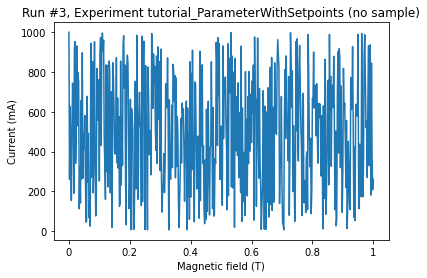 Run #3, Experiment tutorial_ParameterWithSetpoints (no sample)
1000
800
600
400
200
0
Current (mA)
0 0.2 0.4 0.6 0.8 1
Magnetic field (T)